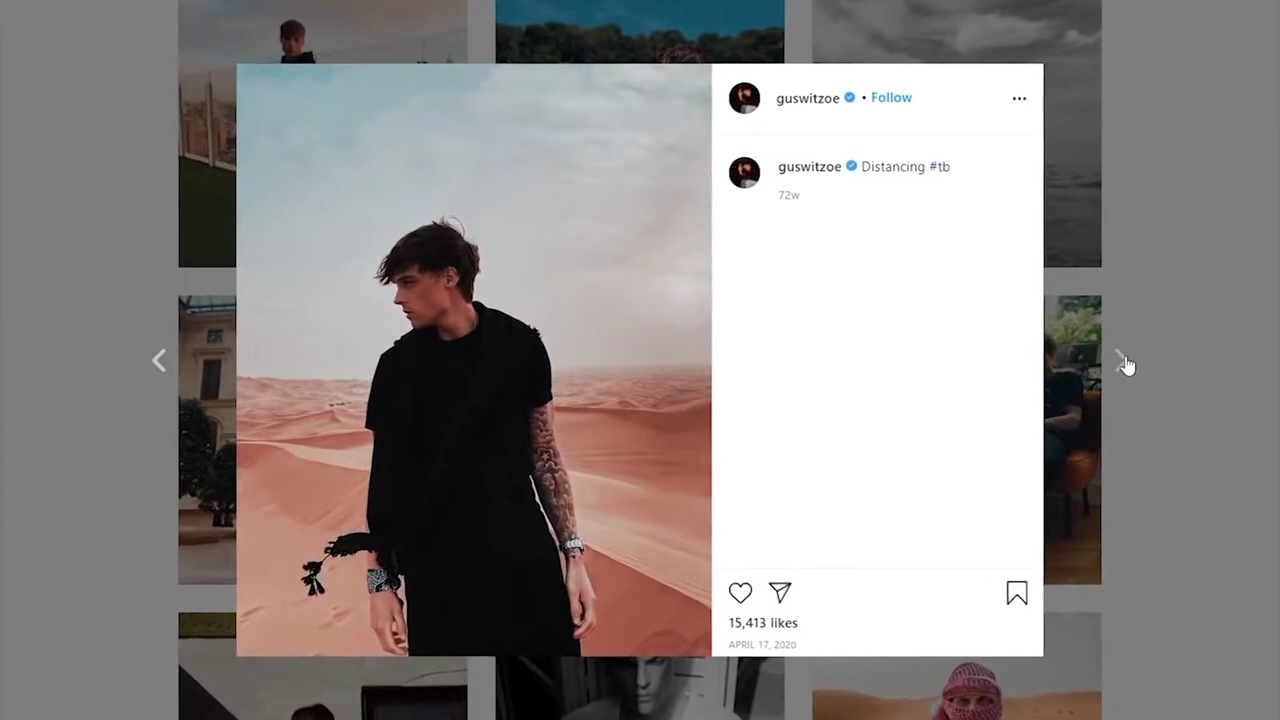 guswitzoe • Follow
guswitzoe Distancing #tb
72w
15,413 likes
APRIL 17, 2020